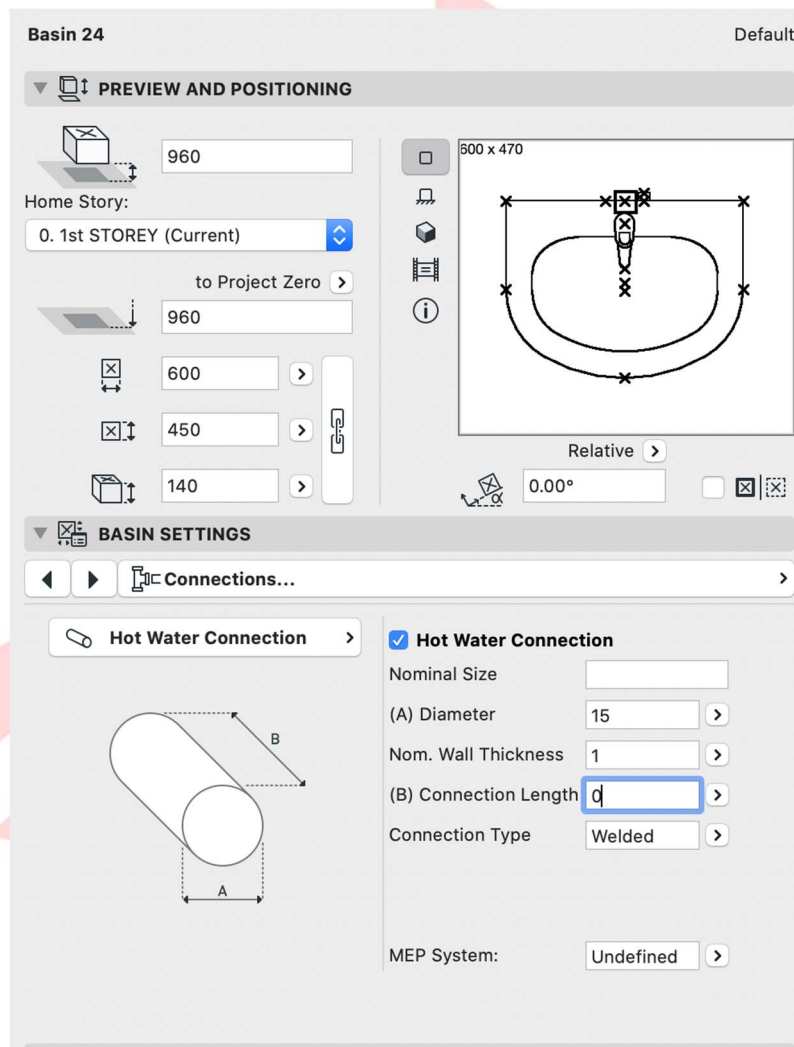 Basin 24
Default
PREVIEW AND POSITIONING
960
Home Story:
0. 1st STOREY (Current)
to Project Zero
960
600
450
140
600 x 470
Relative
α
0.00°
BASIN SETTINGS
Connections...
Hot Water Connection
B
A
Hot Water Connection
Nominal Size
(A) Diameter 15
Nom. Wall Thickness 1
(B) Connection Length 0
Connection Type Welded
MEP System: Undefined